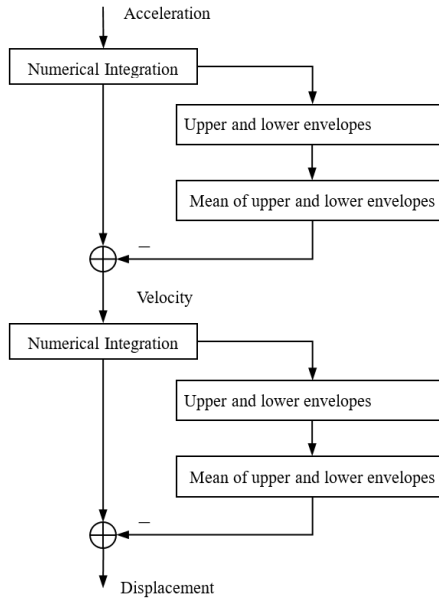 Acceleration
Numerical Integration
Upper and lower envelopes
Mean of upper and lower envelopes
−
Velocity
Numerical Integration
Upper and lower envelopes
Mean of upper and lower envelopes
−
Displacement